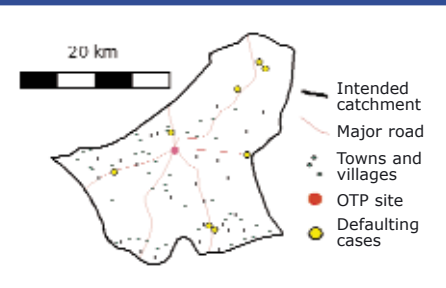 20 km
Intended
catchment
Major road
Towns and
villages
OTP site
Defaulting
cases